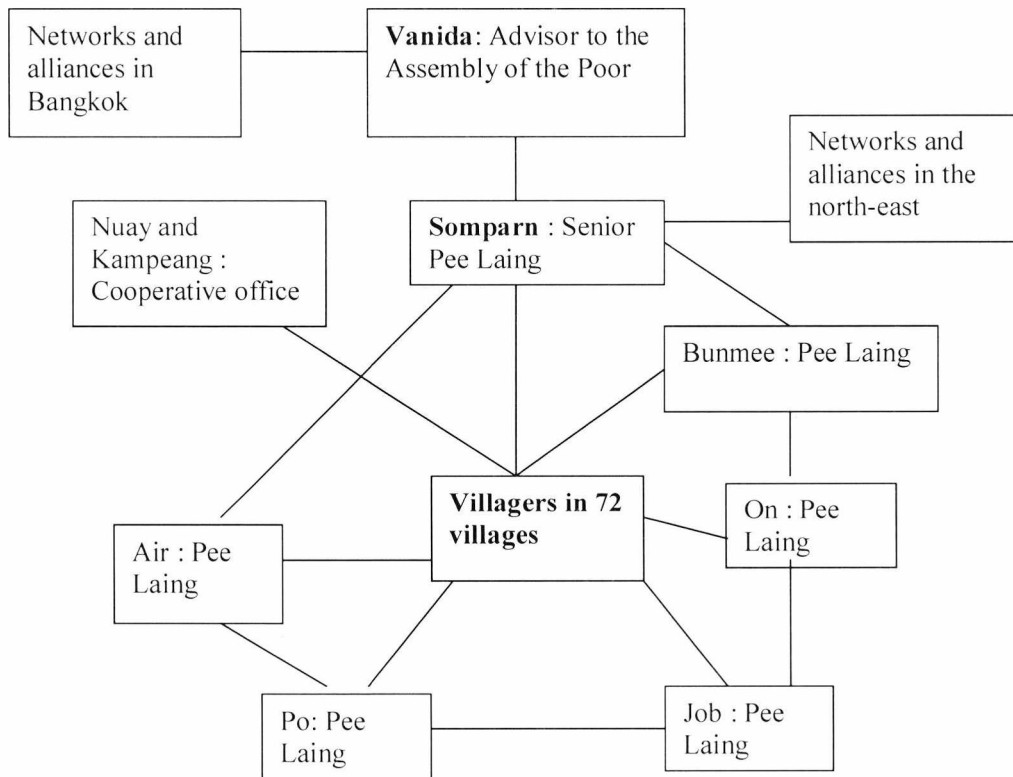 Networks and
alliances in
Bangkok
Vanida: Advisor to the
Assembly of the Poor
Networks and
alliances in the
north-east
Nuay and
Kampeang :
Cooperative office
Somparn : Senior
Pee Laing
Bunmee : Pee Laing
Villagers in 72
villages
On : Pee
Laing
Air : Pee
Laing
Po: Pee
Laing
Job : Pee
Laing